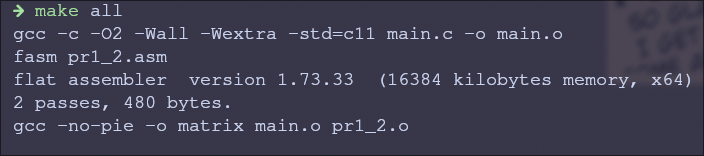 → make all
gcc -c -O2 -Wall -Wextra -std=c11 main.c -o main.o
fasm pr1_2.asm
flat assembler  version 1.73.33  (16384 kilobytes memory, x64)
2 passes, 480 bytes.
gcc -no-pie -o matrix main.o pr1_2.o
I GET